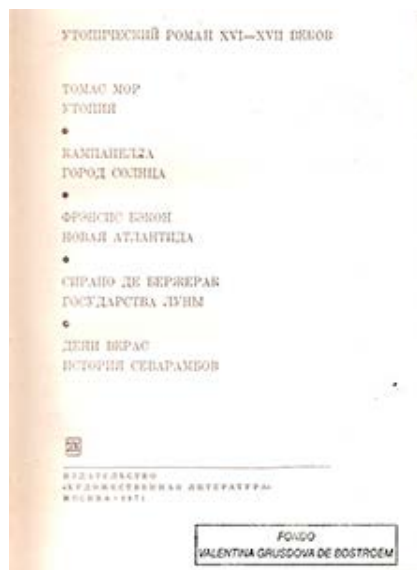 УТОПИЧЕСКИЙ РОМАН XVI—XVII ВЕКОВ
ТОМАС МОР
УТОПИЯ
КАМПАНЕЛЛА
ГОРОД СОЛНЦА
ФРЭНСИС БЭКОН
НОВАЯ АТЛАНТИДА
СИРАНО ДЕ БЕРЖЕРАК
ГОСУДАРСТВА ЛУНЫ
ДЕНИ ВЕРАС
ИСТОРИЯ СЕВАРАМБОВ
ИЗДАТЕЛЬСТВО
«ХУДОЖЕСТВЕННАЯ ЛИТЕРАТУРА»
МОСКВА • 1971
FONDO
VALENTINA GRUSDOVA DE BOSTROEM